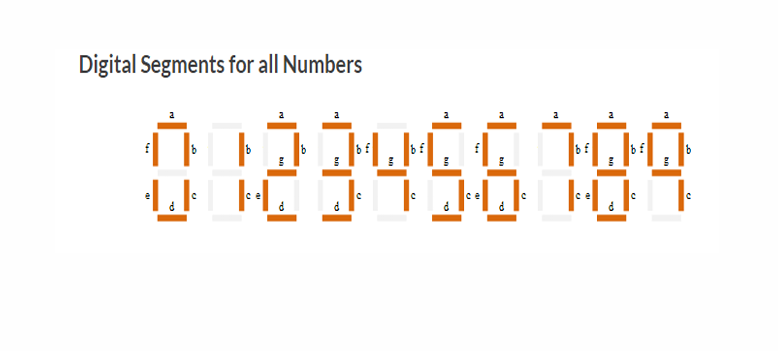 Digital Segments for all Numbers
a a a a a a a a
f b b b b f b f f b f b f b
g g g g g g g
e c c e c c c e c c e c c
d d d d d d